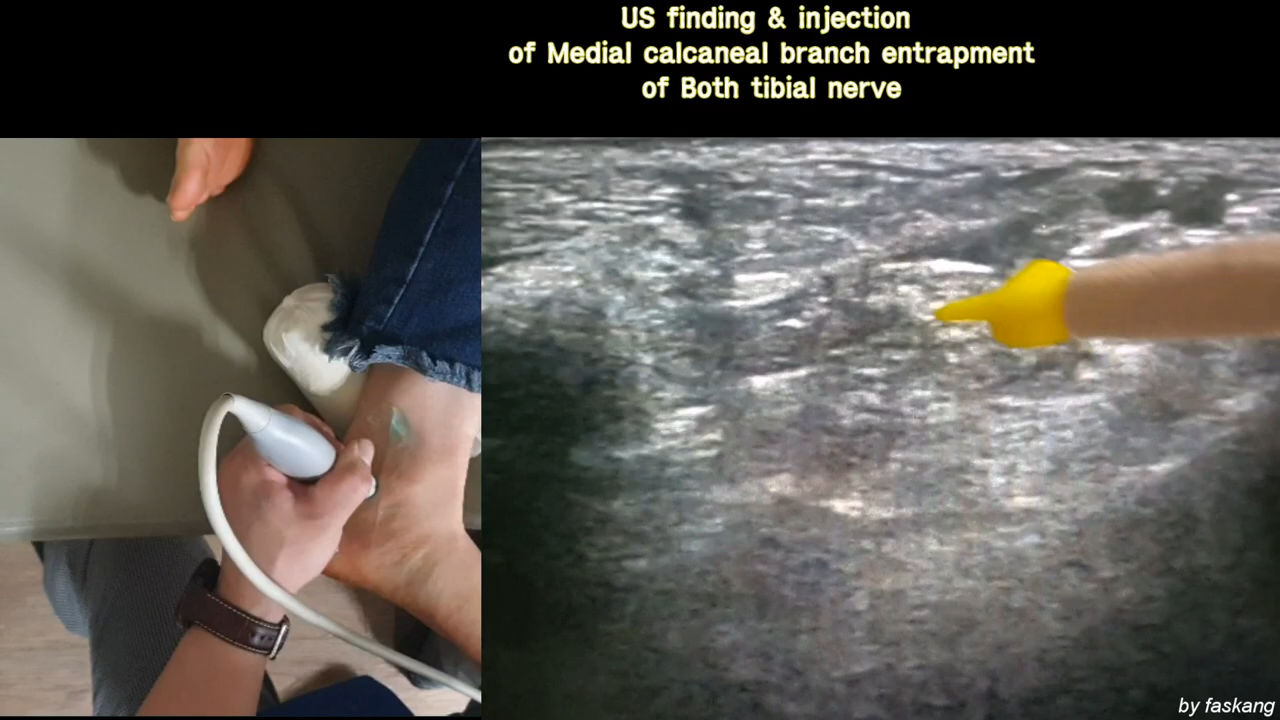 US finding & injection
of Medial calcaneal branch entrapment
of Both tibial nerve
by faskang